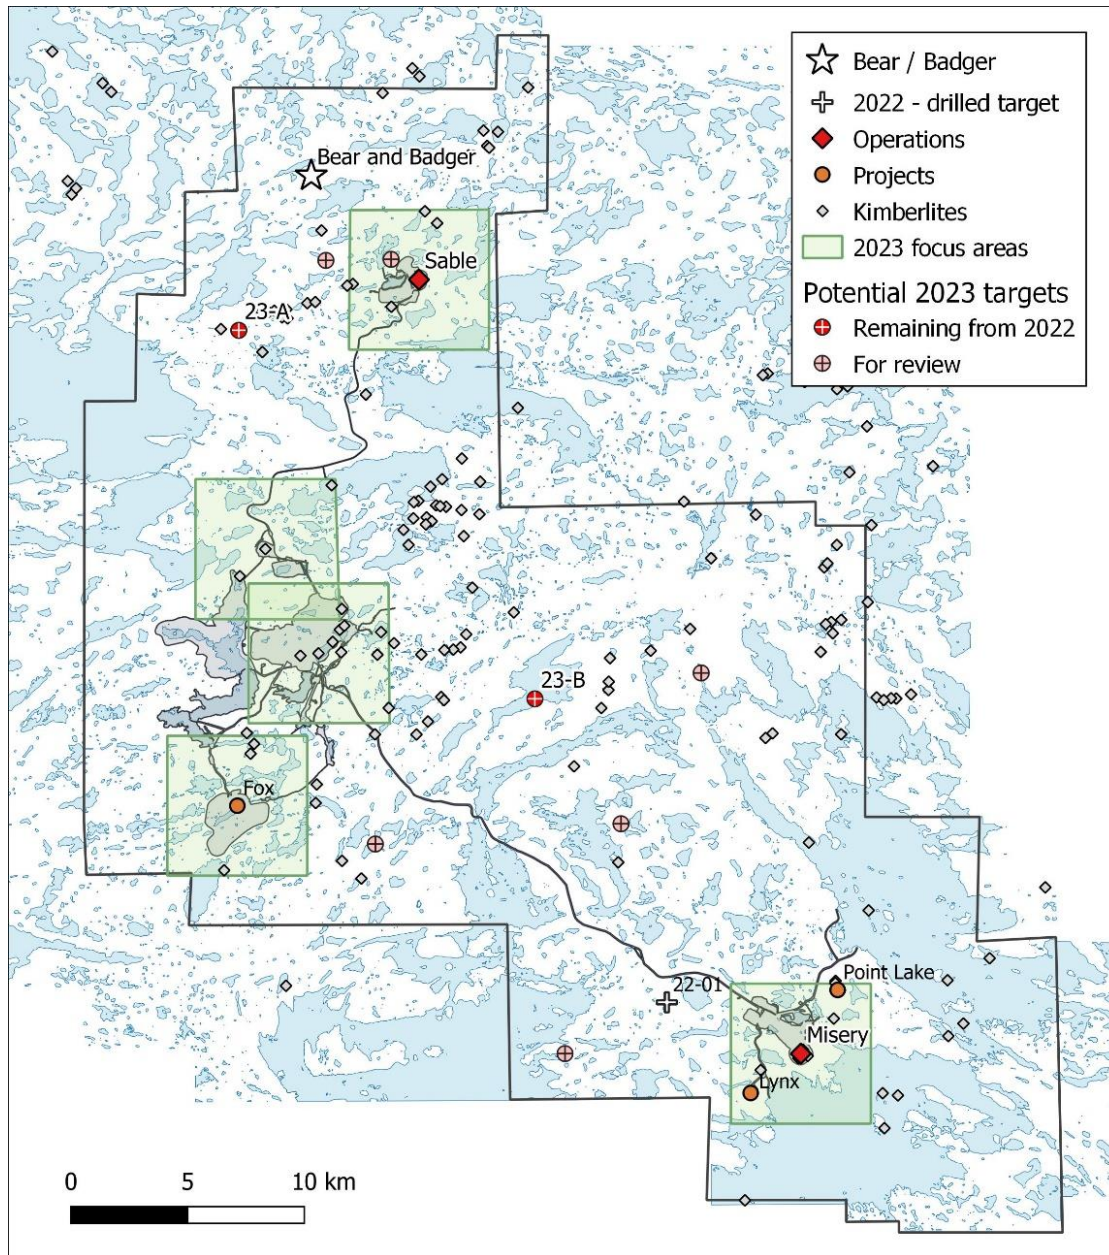 Bear / Badger
2022 - drilled target
Operations
Projects
Kimberlites
2023 focus areas
Potential 2023 targets
Remaining from 2022
For review
Bear and Badger
Sable
23-A
23-B
Fox
22-01
Point Lake
Misery
Lynx
0 5 10 km